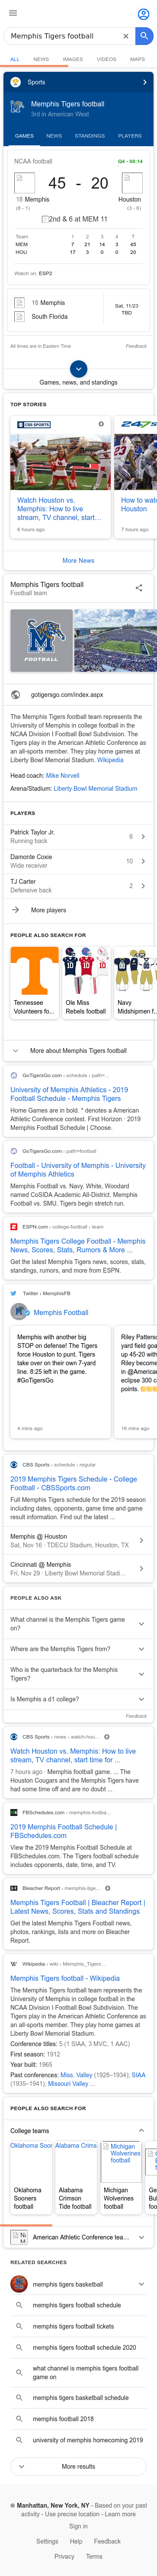 Memphis Tigers football
ALL NEWS IMAGES VIDEOS MAPS
Sports
Memphis Tigers football
3rd in American West
GAMES NEWS STANDINGS PLAYERS
NCAA football
Q4 - 08:14
45 - 20
18 Memphis Houston
(8 - 1) (3 - 6)
2nd & 6 at MEM 11
Team 1 2 3 4 T
MEM 7 21 14 3 45
HOU 17 3 0 0 20
Watch on: ESP2
18 Memphis
South Florida
Sat, 11/23
TBD
All times are in Eastern Time Feedback
Games, news, and standings
TOP STORIES
CBS SPORTS
247S
Watch Houston vs.
Memphis: How to live
stream, TV channel, start...
6 hours ago
How to wat
Houston
7 hours ago
More News
Memphis Tigers football
Football team
FOOTBALL
gotigersgo.com/index.aspx
The Memphis Tigers football team represents the
University of Memphis in college football in the
NCAA Division I Football Bowl Subdivision. The
Tigers play in the American Athletic Conference as
an all-sports member. They play home games at
Liberty Bowl Memorial Stadium. Wikipedia
Head coach: Mike Norvell
Arena/Stadium: Liberty Bowl Memorial Stadium
PLAYERS
Patrick Taylor Jr.
Running back
6
Damonte Coxie
Wide receiver
10
TJ Carter
Defensive back
2
More players
PEOPLE ALSO SEARCH FOR
Tennessee
Volunteers fo...
Ole Miss
Rebels football
Navy
Midshipmen f...
More about Memphis Tigers football
GoTigersGo.com › schedule › path=...
University of Memphis Athletics - 2019
Football Schedule - Memphis Tigers
Home Games are in bold. * denotes a American
Athletic Conference contest. First Horizon · 2019
Memphis Football Schedule | Choose.
GoTigersGo.com › path=football
Football - University of Memphis - University
of Memphis Athletics
Memphis Football vs. Navy. White, Woodard
named CoSIDA Academic All-District. Memphis
Football vs. SMU. Tigers begin stretch run.
ESPN.com › college-football › team
Memphis Tigers College Football - Memphis
News, Scores, Stats, Rumors & More ...
Get the latest Memphis Tigers news, scores, stats,
standings, rumors, and more from ESPN.
Twitter › MemphisFB
Memphis Football
Memphis with another big
STOP on defense! The Tigers
force Houston to punt. Tigers
take over on their own 7-yard
line. 8:25 left in the game.
#GoTigersGo
4 mins ago
Riley Patterso
yard field goal
up 45-20 with
Riley becomes
in @American
eclipse 300 c
points.
16 mins ago
CBS Sports › schedule › regular
2019 Memphis Tigers Schedule - College
Football - CBSSports.com
Full Memphis Tigers schedule for the 2019 season
including dates, opponents, game time and game
result information. Find out the latest ...
Memphis @ Houston
Sat, Nov 16 · TDECU Stadium, Houston, TX
Cincinnati @ Memphis
Fri, Nov 29 · Liberty Bowl Memorial Stadi...
PEOPLE ALSO ASK
What channel is the Memphis Tigers game
on?
Where are the Memphis Tigers from?
Who is the quarterback for the Memphis
Tigers?
Is Memphis a d1 college?
Feedback
CBS Sports › news › watch-hou...
Watch Houston vs. Memphis: How to live
stream, TV channel, start time for ...
7 hours ago · Memphis football game. ... The
Houston Cougars and the Memphis Tigers have
had some time off and are no doubt ...
FBSchedules.com › memphis-footba...
2019 Memphis Football Schedule |
FBSchedules.com
View the 2019 Memphis Football Schedule at
FBSchedules.com. The Tigers football schedule
includes opponents, date, time, and TV.
Bleacher Report › memphis-tige...
Memphis Tigers Football | Bleacher Report |
Latest News, Scores, Stats and Standings
Get the latest Memphis Tigers Football news,
photos, rankings, lists and more on Bleacher
Report.
Wikipedia › wiki › Memphis_Tigers...
Memphis Tigers football - Wikipedia
The Memphis Tigers football team represents the
University of Memphis in college football in the
NCAA Division I Football Bowl Subdivision. The
Tigers play in the American Athletic Conference as
an all-sports member. They play home games at
Liberty Bowl Memorial Stadium.
Conference titles: 5 (1 SIAA, 3 MVC, 1 AAC)
First season: 1912
Year built: 1965
Past conferences: Miss. Valley (1928–1934); SIAA
(1935–1941); Missouri Valley ...
PEOPLE ALSO SEARCH FOR
College teams
Oklahoma Soon
Oklahoma
Sooners
football
Alabama Crims
Alabama
Crimson
Tide football
Michigan
Wolverines
football
Michigan
Wolverines
football
American Athletic Conference tea...
RELATED SEARCHES
memphis tigers basketball
memphis tigers football schedule
memphis tigers football tickets
memphis tigers football schedule 2020
what channel is memphis tigers football
game on
memphis tigers basketball schedule
memphis football 2018
university of memphis homecoming 2019
More results
Manhattan, New York, NY - Based on your past
activity - Use precise location - Learn more
Sign in
Settings Help Feedback
Privacy Terms